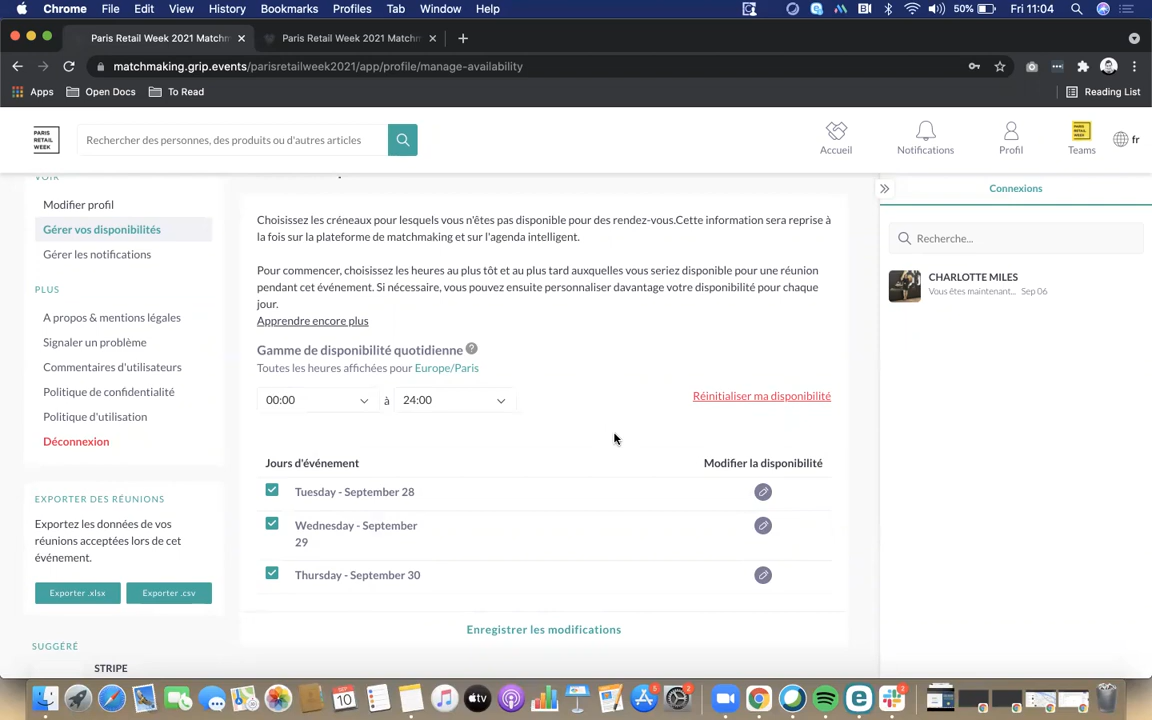 Chrome File Edit View History Bookmarks Profiles Tab Window Help 50% Fri 11:04
Paris Retail Week 2021 Matchm Paris Retail Week 2021 Matchm
matchmaking.grip.events/parisretailweek2021/app/profile/manage-availability
Apps Open Docs To Read Reading List
PARIS
RETAIL
WEEK
Rechercher des personnes, des produits ou d'autres articles
Accueil Notifications Profil Teams fr
VOIR
Modifier profil
Gérer vos disponibilités
Gérer les notifications
PLUS
A propos & mentions légales
Signaler un problème
Commentaires d'utilisateurs
Politique de confidentialité
Politique d'utilisation
Déconnexion
EXPORTER DES RÉUNIONS
Exportez les données de vos
réunions acceptées lors de cet
événement.
Exporter .xlsx Exporter .csv
SUGGÉRÉ
STRIPE
Choisissez les créneaux pour lesquels vous n'êtes pas disponible pour des rendez-vous.Cette information sera reprise à
la fois sur la plateforme de matchmaking et sur l'agenda intelligent.
Pour commencer, choisissez les heures au plus tôt et au plus tard auxquelles vous seriez disponible pour une réunion
pendant cet événement. Si nécessaire, vous pouvez ensuite personnaliser davantage votre disponibilité pour chaque
jour.
Apprendre encore plus
Gamme de disponibilité quotidienne ?
Toutes les heures affichées pour Europe/Paris
00:00 à 24:00 Réinitialiser ma disponibilité
Jours d'événement Modifier la disponibilité
Tuesday - September 28
Wednesday - September
29
Thursday - September 30
Enregistrer les modifications
Connexions
Recherche...
CHARLOTTE MILES
Vous êtes maintenant... Sep 06
SEP
10
tv
5
2
2